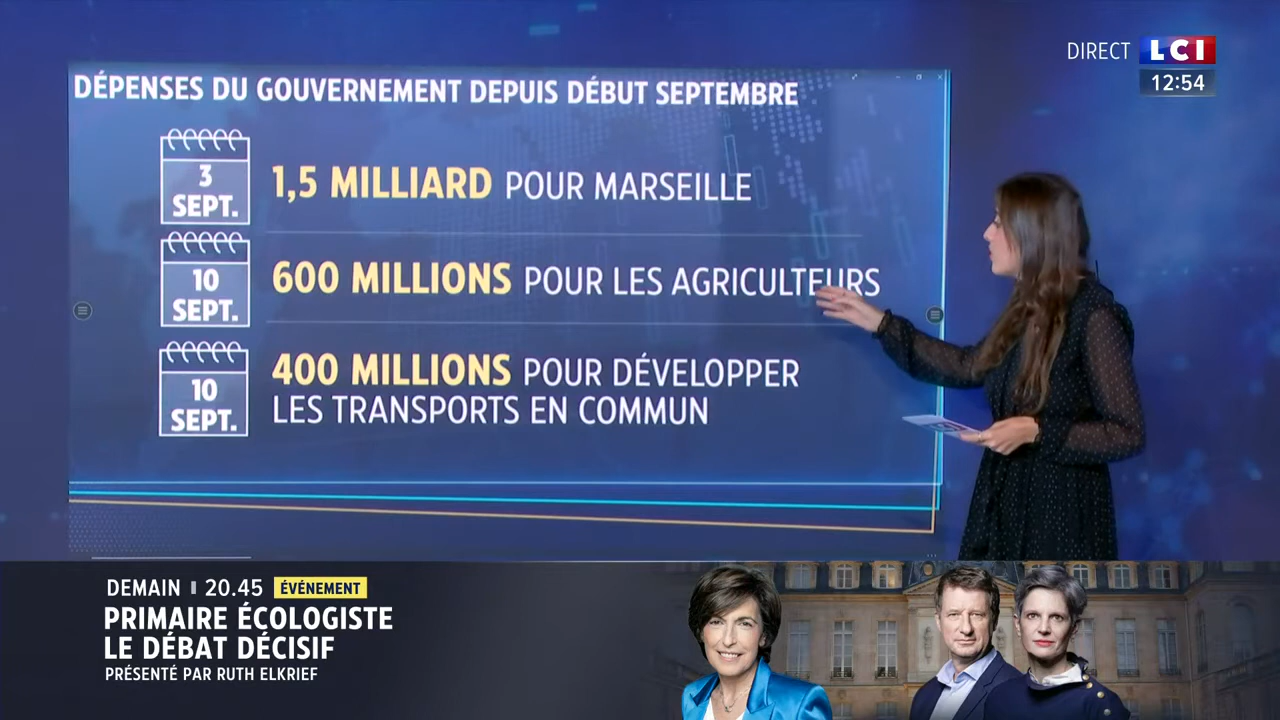 DIRECT LCI
12:54
DÉPENSES DU GOUVERNEMENT DEPUIS DÉBUT SEPTEMBRE
3
SEPT.
1,5 MILLIARD POUR MARSEILLE
10
SEPT.
600 MILLIONS POUR LES AGRICULTEURS
10
SEPT.
400 MILLIONS POUR DÉVELOPPER
LES TRANSPORTS EN COMMUN
DEMAIN 20.45 ÉVÉNEMENT
PRIMAIRE ÉCOLOGISTE
LE DÉBAT DÉCISIF
PRÉSENTÉ PAR RUTH ELKRIEF